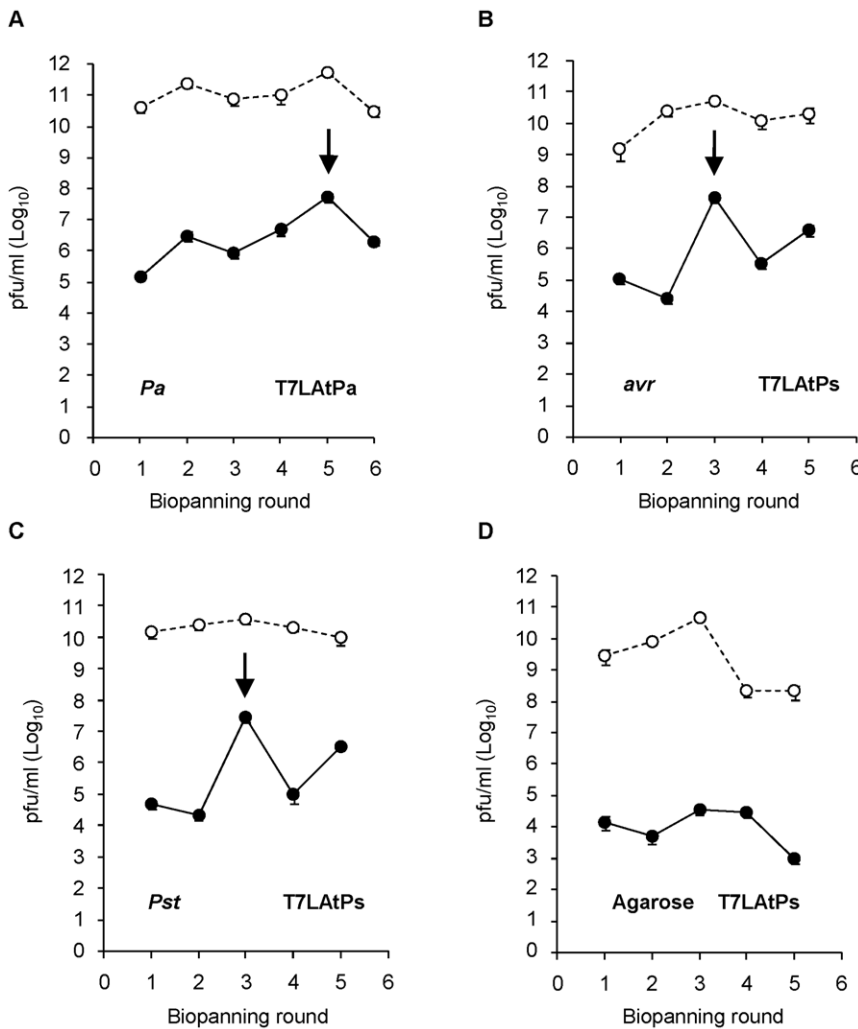 A
12
11
10
9
8
7
6
5
4
3
2
1
0
pfu/ml (Log10)
Pa T7LAtPa
0 1 2 3 4 5 6
Biopanning round
B
12
11
10
9
8
7
6
5
4
3
2
1
0
pfu/ml (Log10)
avr T7LAtPs
0 1 2 3 4 5 6
Biopanning round
C
12
11
10
9
8
7
6
5
4
3
2
1
0
pfu/ml (Log10)
Pst T7LAtPs
0 1 2 3 4 5 6
Biopanning round
D
12
11
10
9
8
7
6
5
4
3
2
1
0
pfu/ml (Log10)
Agarose T7LAtPs
0 1 2 3 4 5 6
Biopanning round